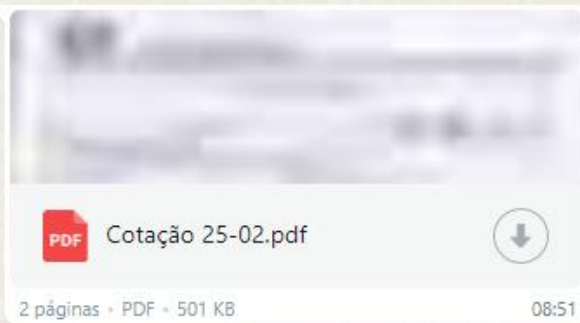 PDF Cotação 25-02.pdf
2 páginas • PDF • 501 KB 08:51